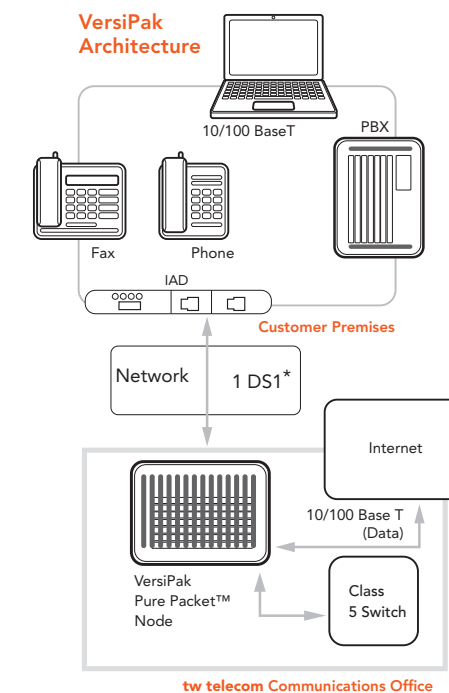 VersiPak
Architecture
10/100 BaseT
PBX
Fax
Phone
IAD
Customer Premises
Network
1 DS1*
Internet
10/100 Base T
(Data)
VersiPak
Pure Packet™
Node
Class
5 Switch
tw telecom Communications Office